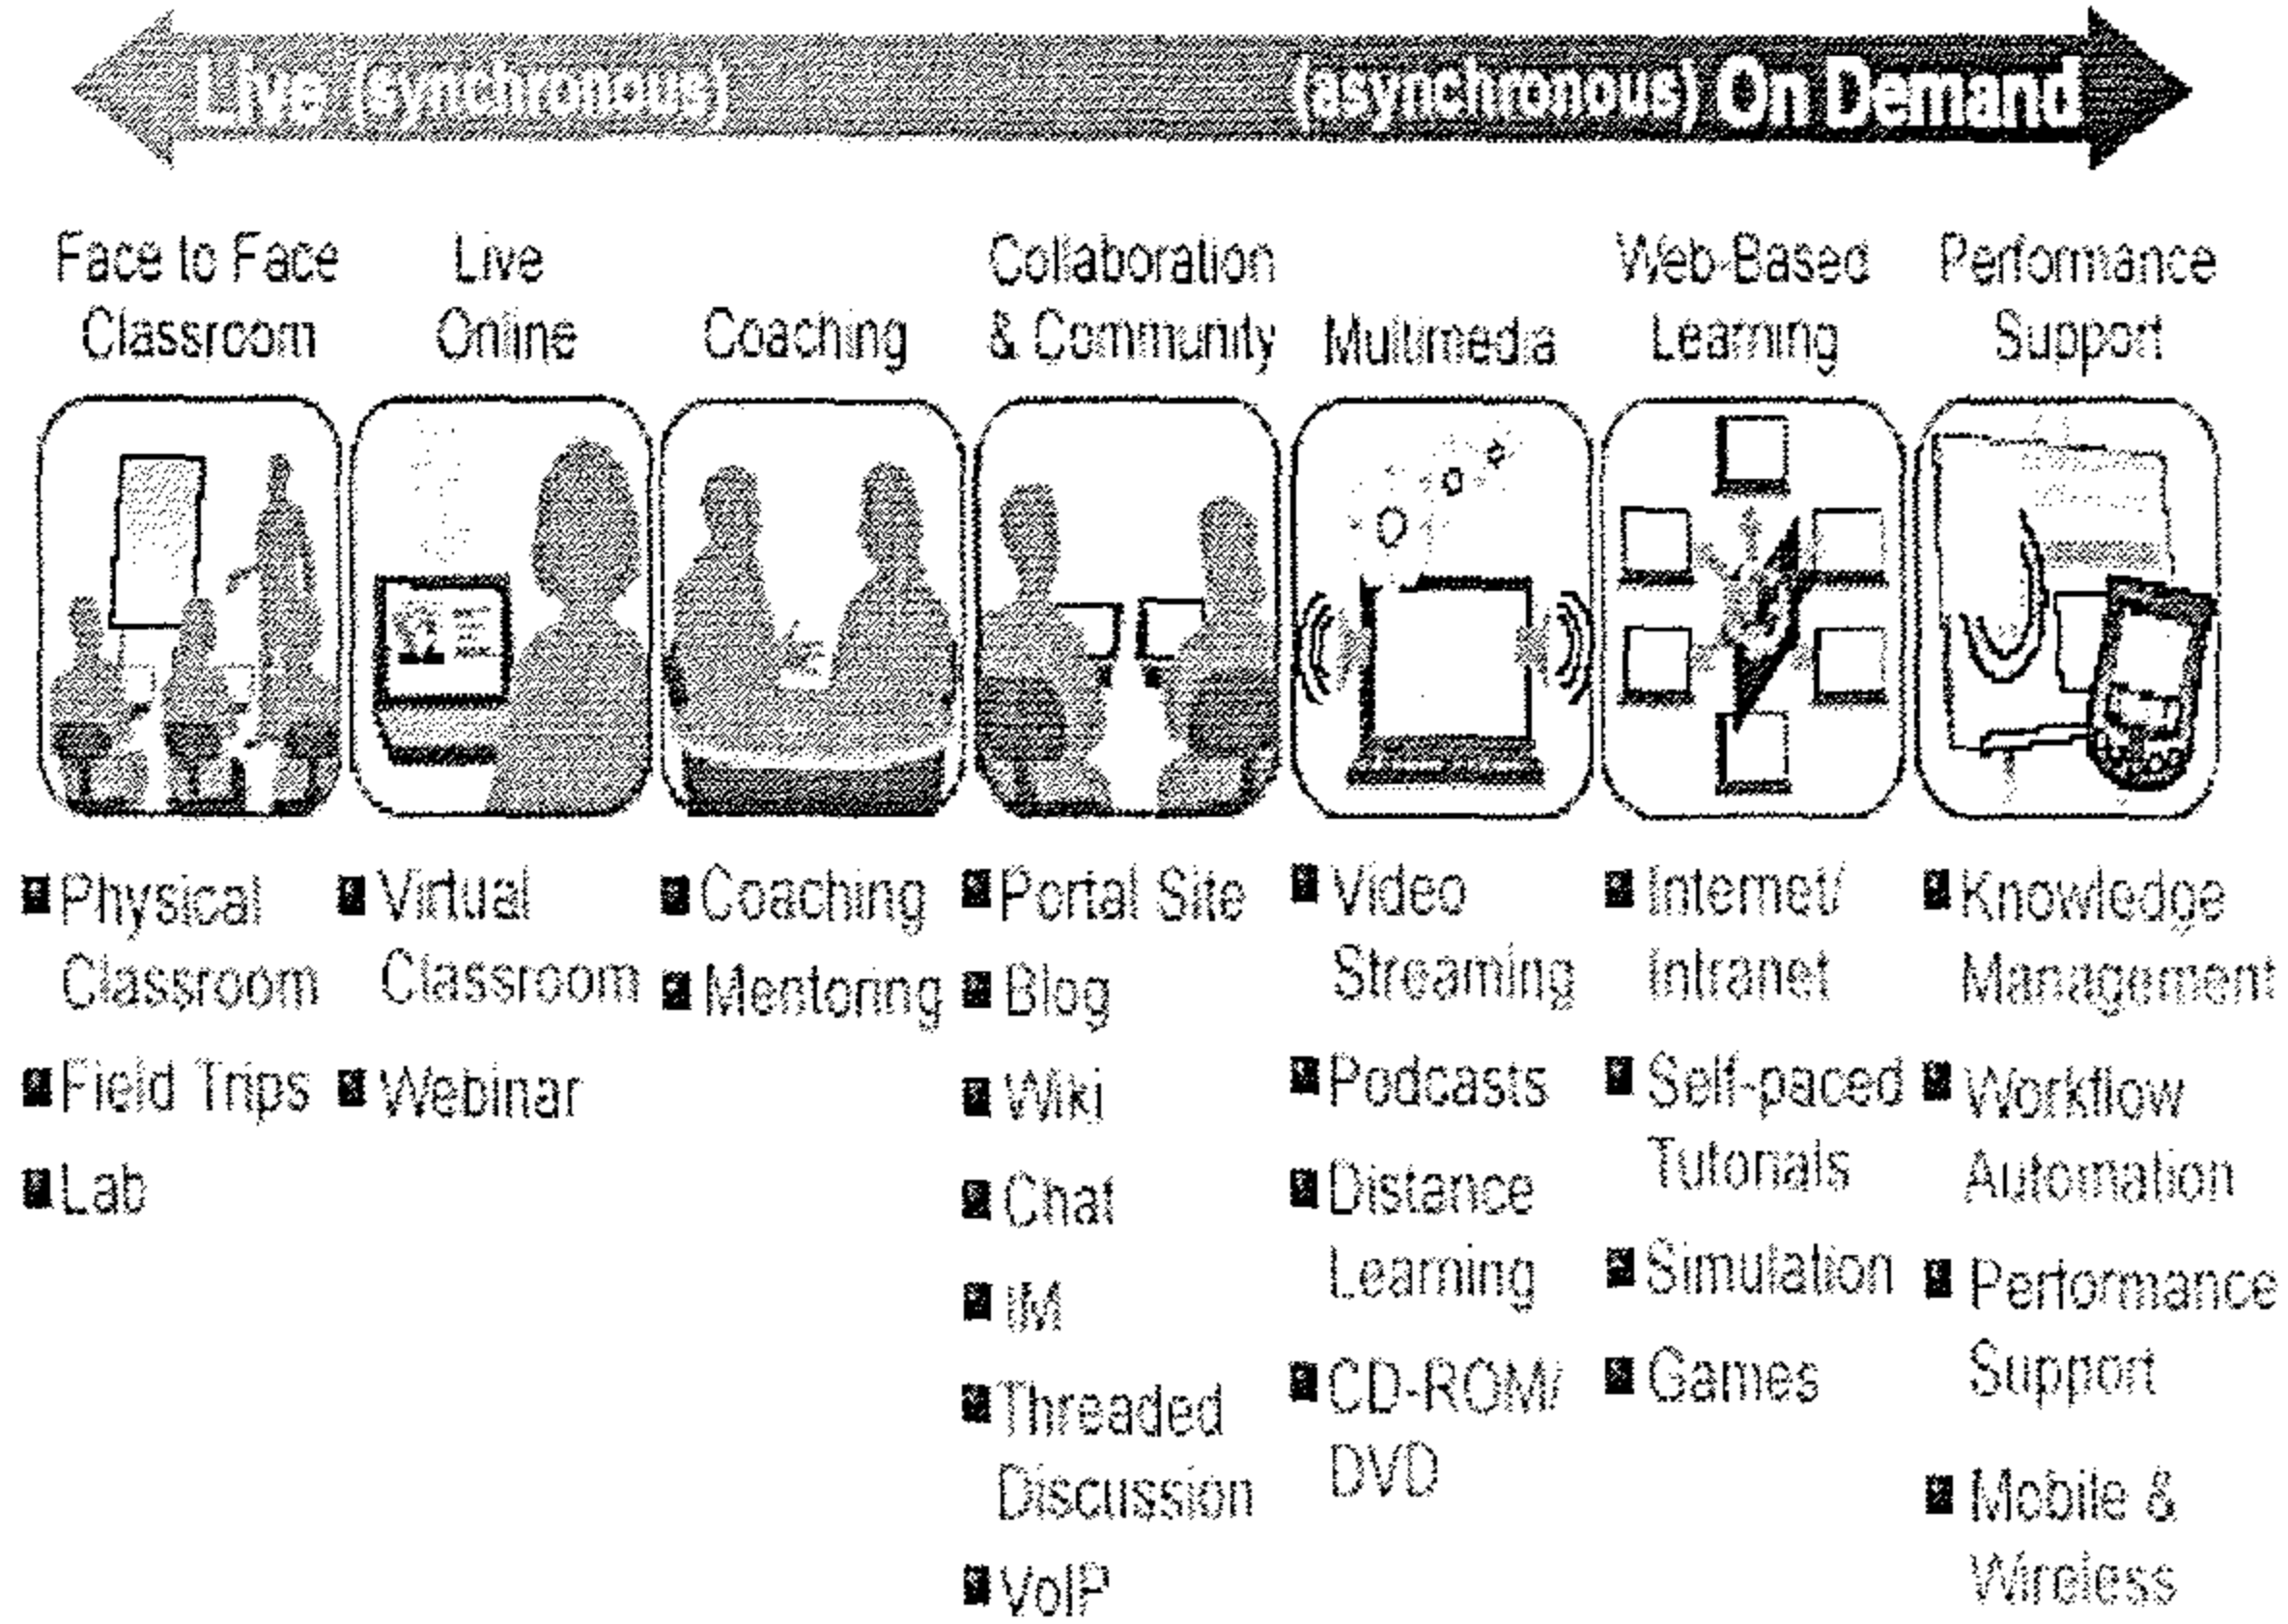 Live (synchronous)
(asynchronous) On Demand
Face to Face
Classroom
Live
Online
Coaching
Collaboration
& Community
Multimedia
Web-Based
Learning
Performance
Support
Physical
Classroom
Field Trips
Lab
Virtual
Classroom
Webinar
Coaching
Mentoring
Portal Site
Blog
Wiki
Chat
IM
Threaded
Discussion
VoIP
Video
Streaming
Podcasts
Distance
Learning
CD-ROM/
DVD
Internet/
Intranet
Self-paced
Tutorials
Simulation
Games
Knowledge
Management
Workflow
Automation
Performance
Support
Mobile &
Wireless